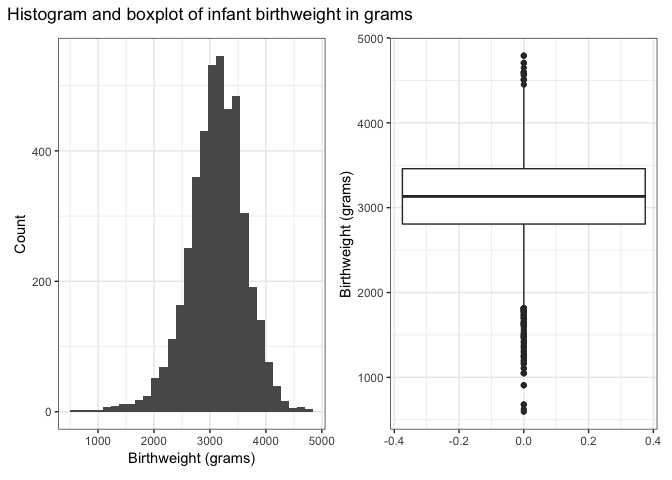 Histogram and boxplot of infant birthweight in grams
Count
400
200
0
1000 2000 3000 4000 5000
Birthweight (grams)
Birthweight (grams)
5000
4000
3000
2000
1000
-0.4 -0.2 0.0 0.2 0.4